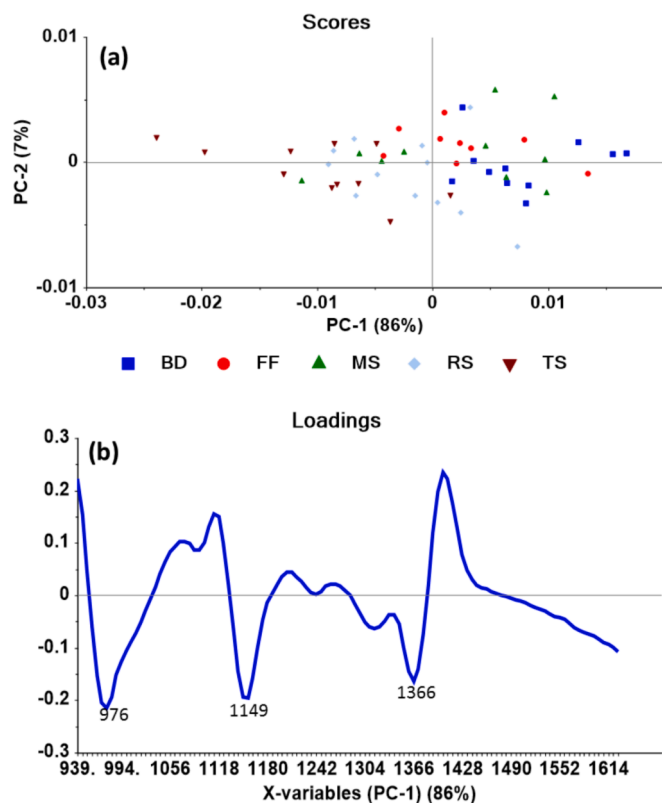 Scores
(a)
0.01
0
-0.01
PC-2 (7%)
-0.03 -0.02 -0.01 0 0.01
PC-1 (86%)
BD FF MS RS TS
Loadings
(b)
0.3
0.2
0.1
0
-0.1
-0.2
-0.3
976
1149
1366
939. 994. 1056 1118 1180 1242 1304 1366 1428 1490 1552 1614
X-variables (PC-1) (86%)